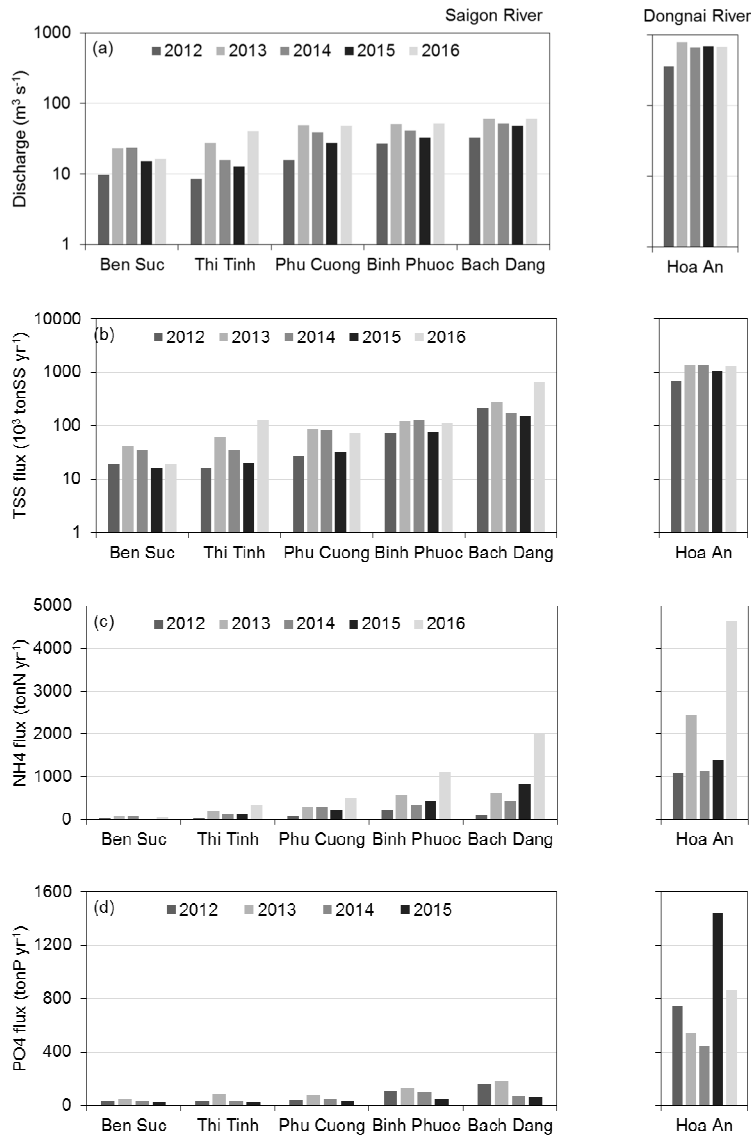 Saigon River
Dongnai River
(a)
2012 2013 2014 2015 2016
Discharge (m³ s-¹)
1000
100
10
1
Ben Suc Thi Tinh Phu Cuong Binh Phuoc Bach Dang
Hoa An
(b)
2012 2013 2014 2015 2016
TSS flux (10³ tonSS yr-¹)
10000
1000
100
10
1
Ben Suc Thi Tinh Phu Cuong Binh Phuoc Bach Dang
Hoa An
(c)
2012 2013 2014 2015 2016
NH4 flux (tonN yr-¹)
5000
4000
3000
2000
1000
0
Ben Suc Thi Tinh Phu Cuong Binh Phuoc Bach Dang
Hoa An
(d)
2012 2013 2014 2015
PO4 flux (tonP yr-¹)
1600
1200
800
400
0
Ben Suc Thi Tinh Phu Cuong Binh Phuoc Bach Dang
Hoa An